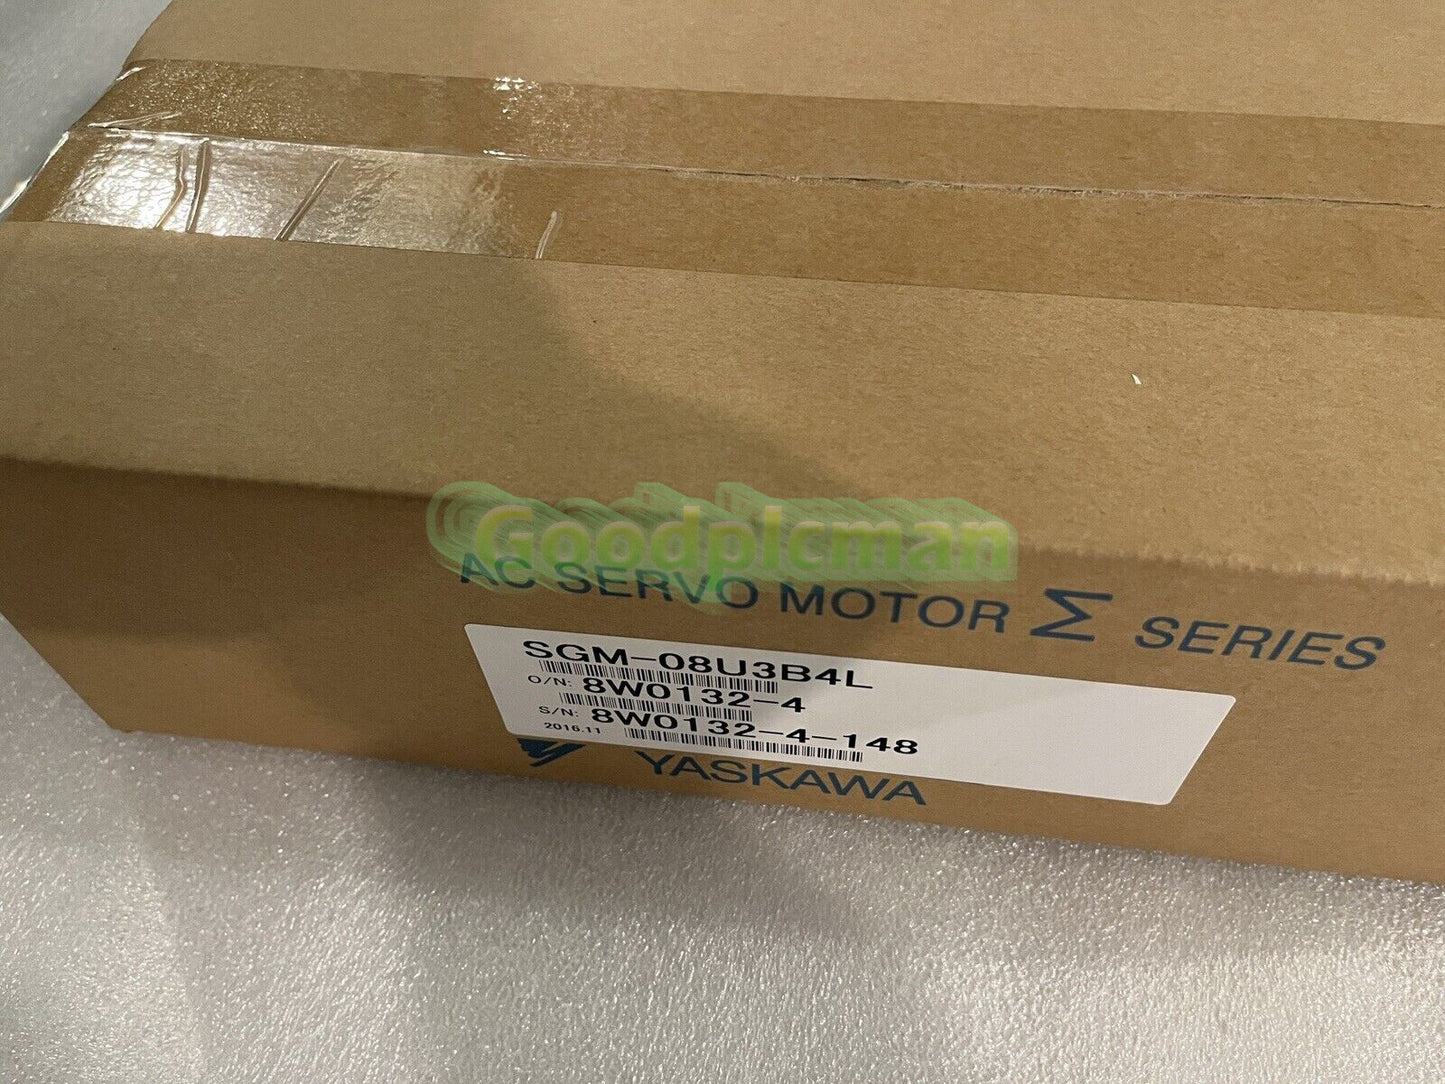 Goodplcman
AC SERVO MOTOR Σ SERIES
SGM-08U3B4L
O/N: 8W0132-4
S/N: 8W0132-4-148
2016.11
YASKAWA